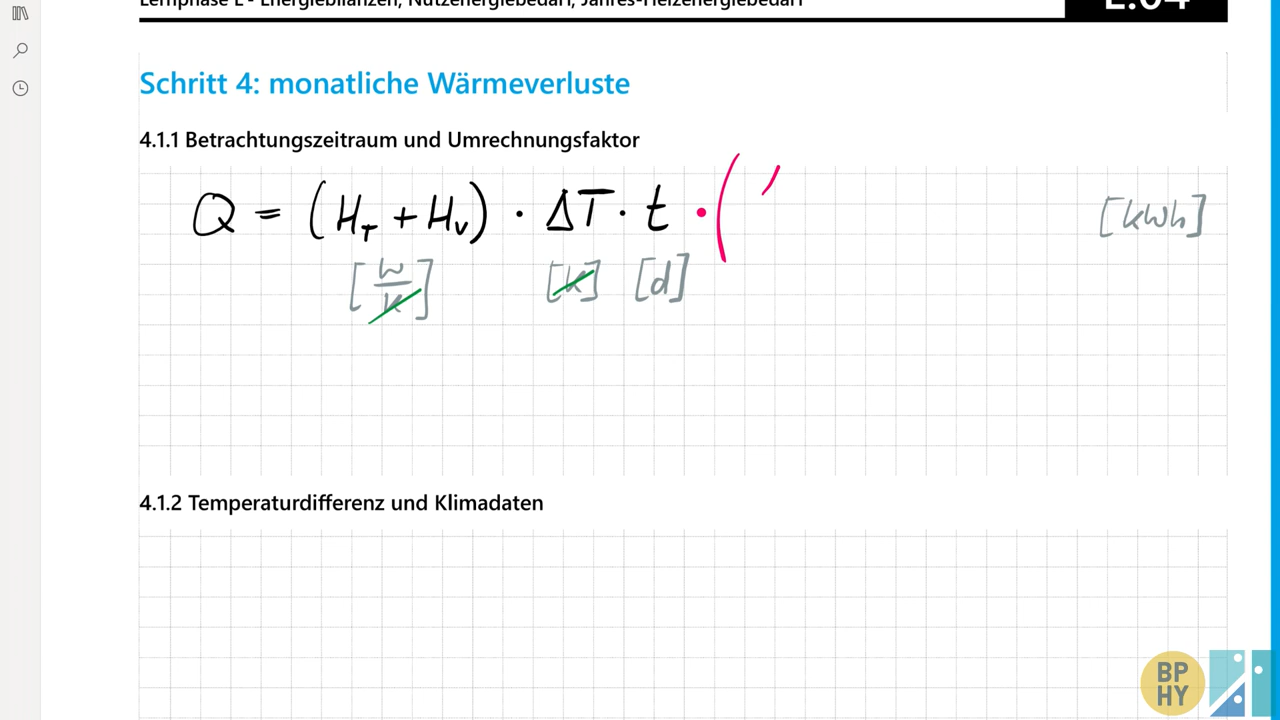 Lernphase E - Energiebilanzen, Nutzenergiebedarf, Jahres-Heizenergiebedarf
E.04
Schritt 4: monatliche Wärmeverluste
4.1.1 Betrachtungszeitraum und Umrechnungsfaktor
Q = (H_T + H_V) · ΔT · t · (
[kWh]
[W/K] [K] [d]
4.1.2 Temperaturdifferenz und Klimadaten
BP
HY